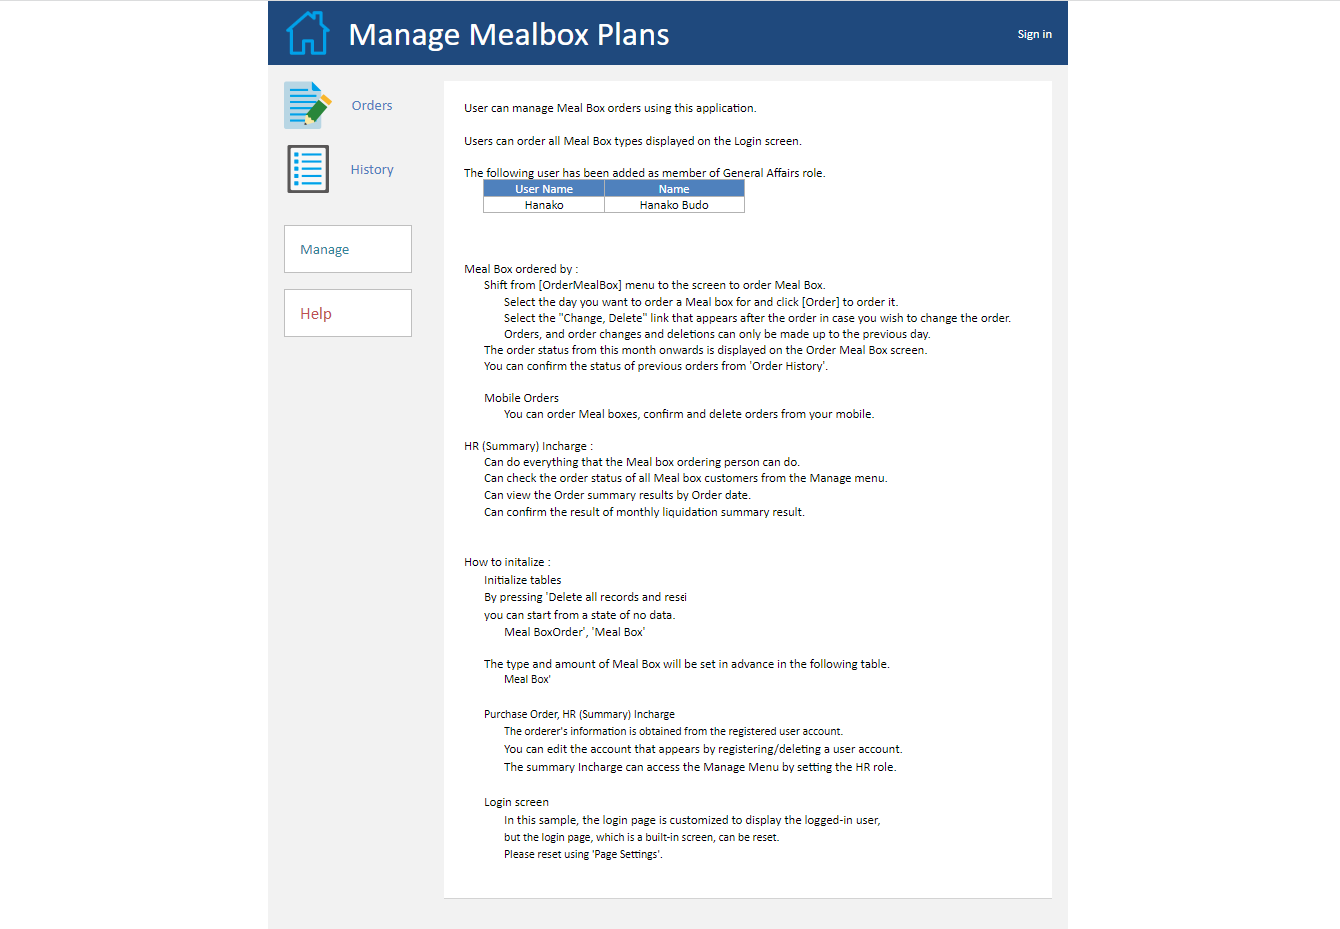 Manage Mealbox Plans
Sign in
Orders
History
Manage
Help
User can manage Meal Box orders using this application.
Users can order all Meal Box types displayed on the Login screen.
The following user has been added as member of General Affairs role.
User Name Name
Hanako Hanako Budo
Meal Box ordered by :
Shift from [OrderMealBox] menu to the screen to order Meal Box.
Select the day you want to order a Meal box for and click [Order] to order it.
Select the "Change, Delete" link that appears after the order in case you wish to change the order.
Orders, and order changes and deletions can only be made up to the previous day.
The order status from this month onwards is displayed on the Order Meal Box screen.
You can confirm the status of previous orders from 'Order History'.
Mobile Orders
You can order Meal boxes, confirm and delete orders from your mobile.
HR (Summary) Incharge :
Can do everything that the Meal box ordering person can do.
Can check the order status of all Meal box customers from the Manage menu.
Can view the Order summary results by Order date.
Can confirm the result of monthly liquidation summary result.
How to initalize :
Initialize tables
By pressing 'Delete all records and
you can start from a state of no data.
Meal BoxOrder', 'Meal Box'
The type and amount of Meal Box will be set in advance in the following table.
Meal Box'
Purchase Order, HR (Summary) Incharge
The orderer's information is obtained from the registered user account.
You can edit the account that appears by registering/deleting a user account.
The summary Incharge can access the Manage Menu by setting the HR role.
Login screen
In this sample, the login page is customized to display the logged-in user,
but the login page, which is a built-in screen, can be reset.
Please reset using 'Page Settings'.